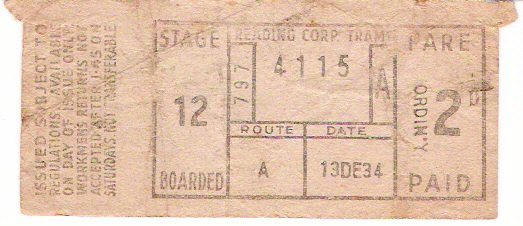 ISSUED SUBJECT TO
REGULATIONS. AVAILABLE
ON DAY OF ISSUE ONLY.
WORKMENS RETURNS NOT
ACCEPTED AFTER 1-45 ON
SATURDAYS NOT TRANSFERABLE
STAGE
12
BOARDED
READING CORP. TRAMS
797
4115
A
ROUTE
A
DATE
13DE34
FARE
ORDIN'Y
2D
PAID